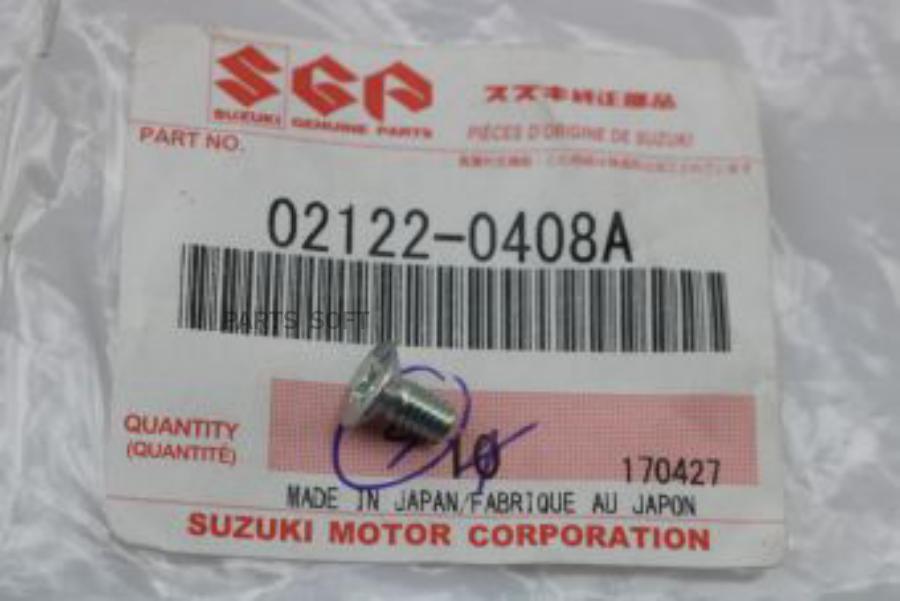 SGP
SUZUKI GENUINE PARTS
スズキ純正部品
PIÈCES D'ORIGINE DE SUZUKI
PART NO.
02122-0408A
PARTS SOFT
QUANTITY
(QUANTITÉ)
10
170427
MADE IN JAPAN/FABRIQUE AU JAPON
SUZUKI MOTOR CORPORATION